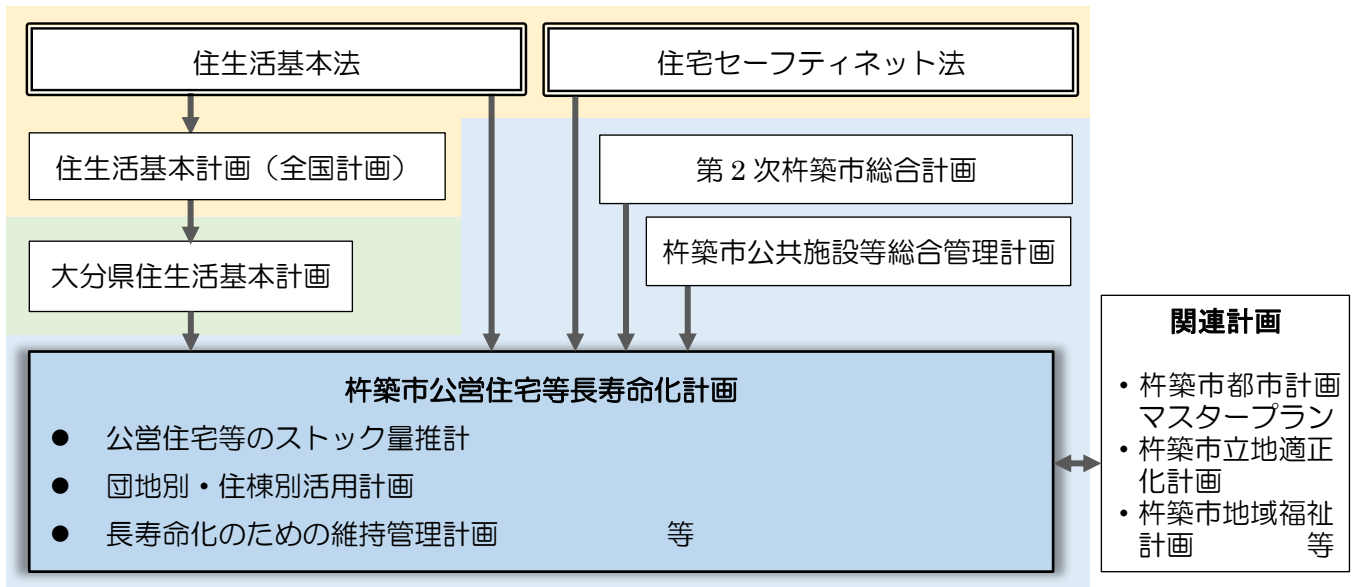 住生活基本法
住宅セーフティネット法
住生活基本計画（全国計画）
第２次杵築市総合計画
杵築市公共施設等総合管理計画
大分県住生活基本計画
杵築市公営住宅等長寿命化計画
● 公営住宅等のストック量推計
● 団地別・住棟別活用計画
● 長寿命化のための維持管理計画　　　　　等
関連計画
・杵築市都市計画
マスタープラン
・杵築市立地適正
化計画
・杵築市地域福祉
計画　　　等